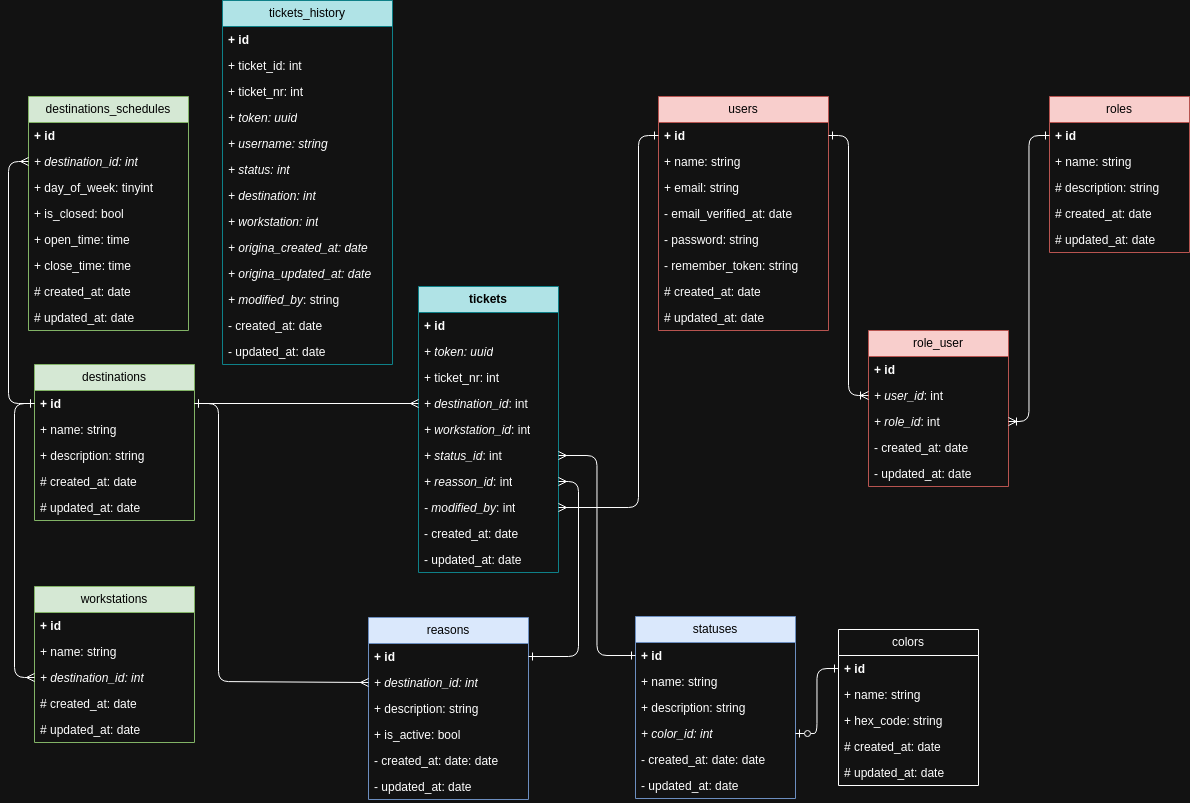 tickets_history
+ id
+ ticket_id: int
+ ticket_nr: int
+ token: uuid
+ username: string
+ status: int
+ destination: int
+ workstation: int
+ origina_created_at: date
+ origina_updated_at: date
+ modified_by: string
- created_at: date
- updated_at: date
destinations_schedules
+ id
+ destination_id: int
+ day_of_week: tinyint
+ is_closed: bool
+ open_time: time
+ close_time: time
# created_at: date
# updated_at: date
users
+ id
+ name: string
+ email: string
- email_verified_at: date
- password: string
- remember_token: string
# created_at: date
# updated_at: date
roles
+ id
+ name: string
# description: string
# created_at: date
# updated_at: date
tickets
+ id
+ token: uuid
+ ticket_nr: int
+ destination_id: int
+ workstation_id: int
+ status_id: int
+ reasson_id: int
- modified_by: int
- created_at: date
- updated_at: date
role_user
+ id
+ user_id: int
+ role_id: int
- created_at: date
- updated_at: date
destinations
+ id
+ name: string
+ description: string
# created_at: date
# updated_at: date
workstations
+ id
+ name: string
+ destination_id: int
# created_at: date
# updated_at: date
reasons
+ id
+ destination_id: int
+ description: string
+ is_active: bool
- created_at: date: date
- updated_at: date
statuses
+ id
+ name: string
+ description: string
+ color_id: int
- created_at: date: date
- updated_at: date
colors
+ id
+ name: string
+ hex_code: string
# created_at: date
# updated_at: date